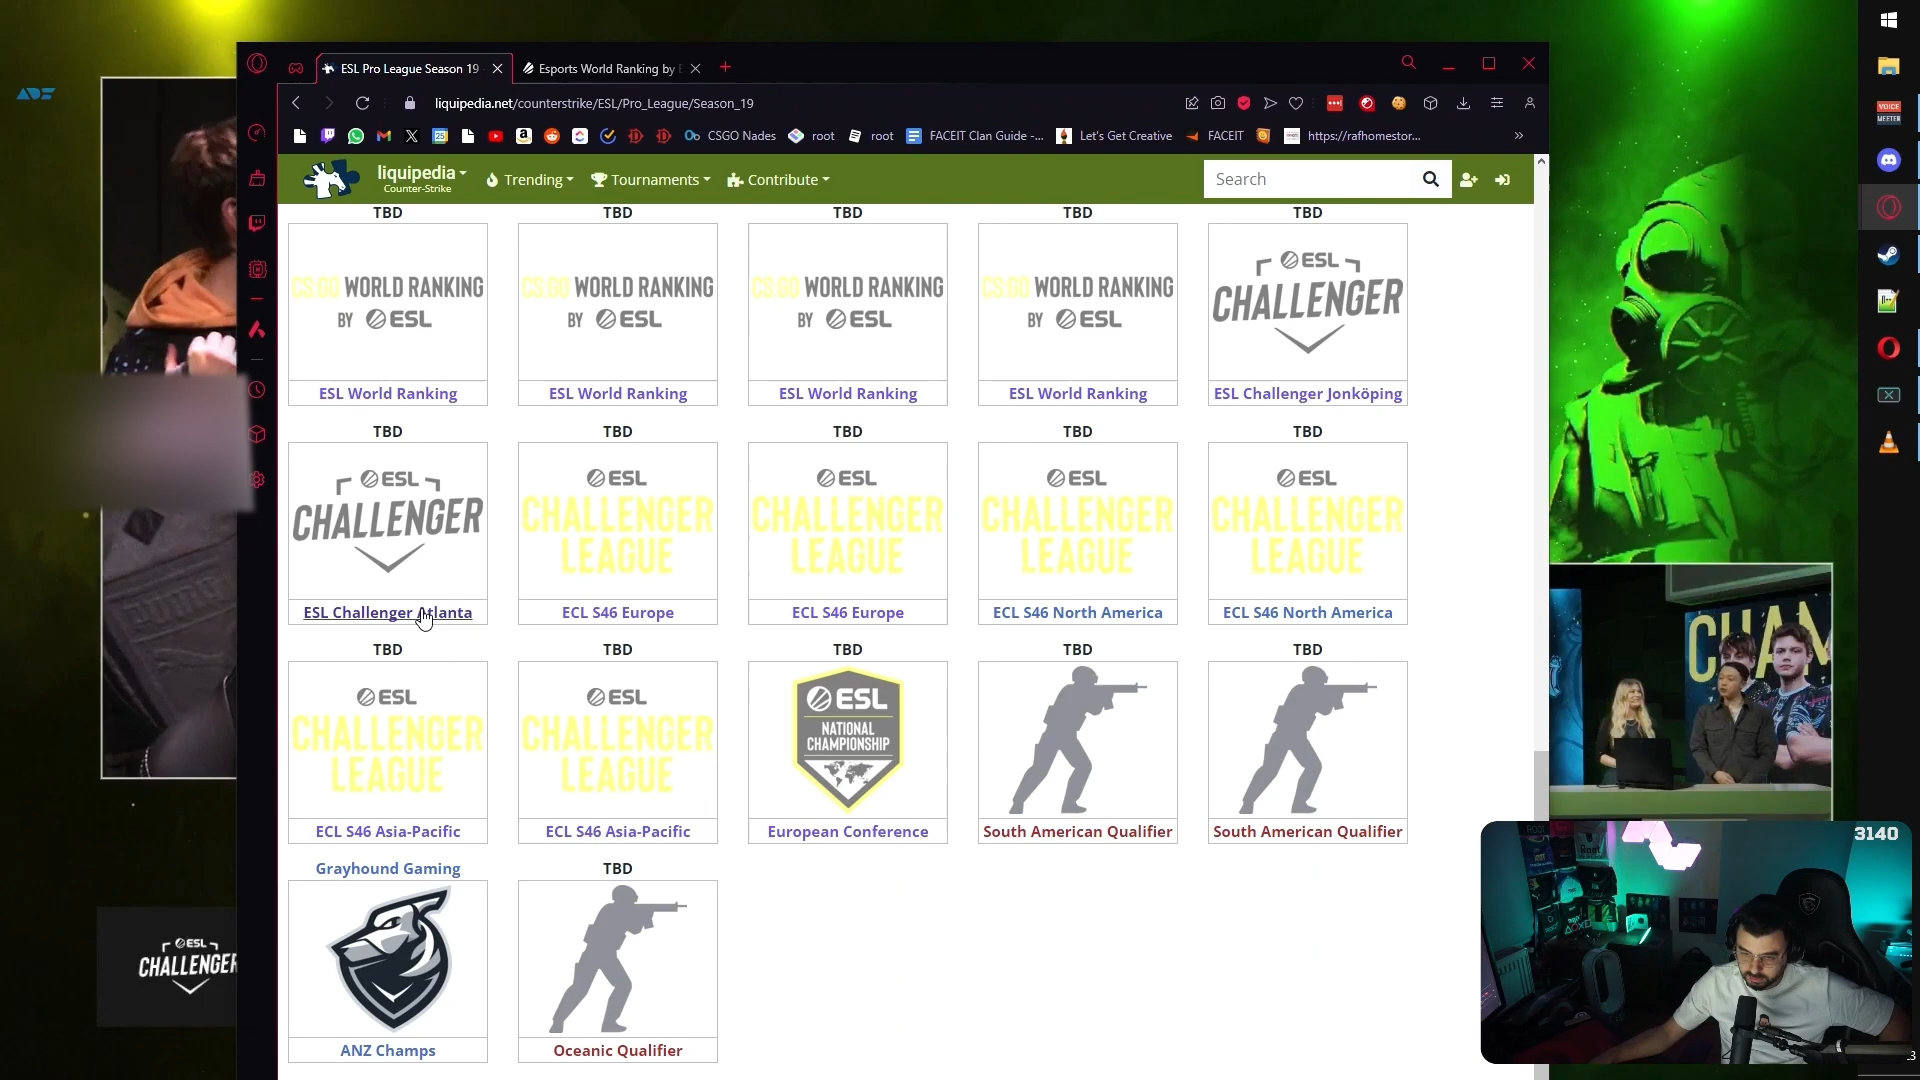 ESL Pro League Season 19
Esports World Ranking by E
liquipedia.net/counterstrike/ESL/Pro_League/Season_19
CSGO Nades
root
root
FACEIT Clan Guide -...
Let's Get Creative
FACEIT
https://rafhomestor...
»
VOICE
MEETER
25
liquipedia
Counter-Strike
Trending
Tournaments
Contribute
Search
TBD TBD TBD TBD TBD
CS:GO WORLD RANKING
BY ESL
CS:GO WORLD RANKING
BY ESL
CS:GO WORLD RANKING
BY ESL
CS:GO WORLD RANKING
BY ESL
ESL
CHALLENGER
ESL World Ranking
ESL World Ranking
ESL World Ranking
ESL World Ranking
ESL Challenger Jonköping
TBD TBD TBD TBD TBD
ESL
CHALLENGER
ESL
CHALLENGER
LEAGUE
ESL
CHALLENGER
LEAGUE
ESL
CHALLENGER
LEAGUE
ESL
CHALLENGER
LEAGUE
ESL Challenger Atlanta
ECL S46 Europe
ECL S46 Europe
ECL S46 North America
ECL S46 North America
TBD TBD TBD TBD TBD
ESL
CHALLENGER
LEAGUE
ESL
CHALLENGER
LEAGUE
ESL
NATIONAL
CHAMPIONSHIP
ECL S46 Asia-Pacific
ECL S46 Asia-Pacific
European Conference
South American Qualifier
South American Qualifier
Grayhound Gaming
TBD
ANZ Champs
Oceanic Qualifier
ESL
CHALLENGER
CHAM
3140